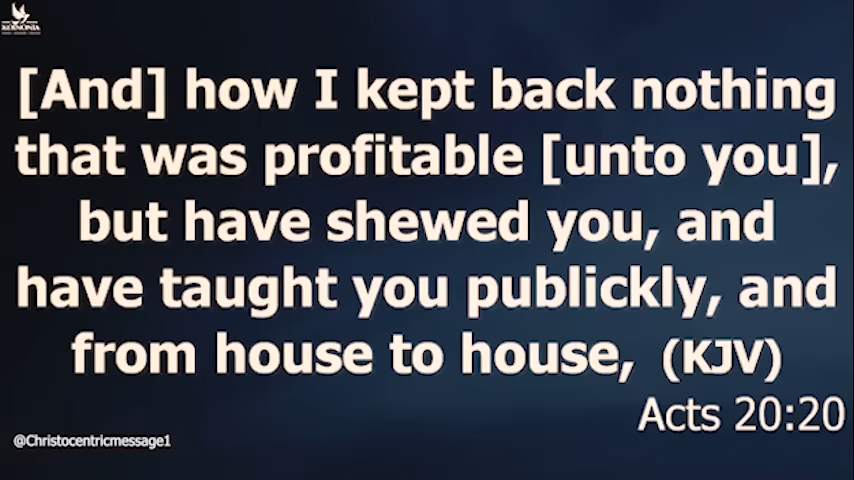 KOINONIA
[And] how I kept back nothing
that was profitable [unto you],
but have shewed you, and
have taught you publickly, and
from house to house, (KJV)
Acts 20:20
@Christocentricmessage1